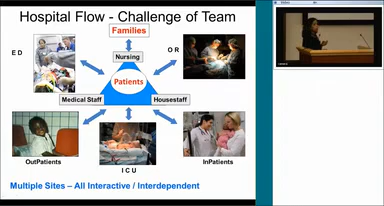 Hospital Flow - Challenge of Team
Families
E D
O R
Nursing
Patients
Medical Staff
Housestaff
OutPatients
I C U
InPatients
Multiple Sites – All Interactive / Interdependent